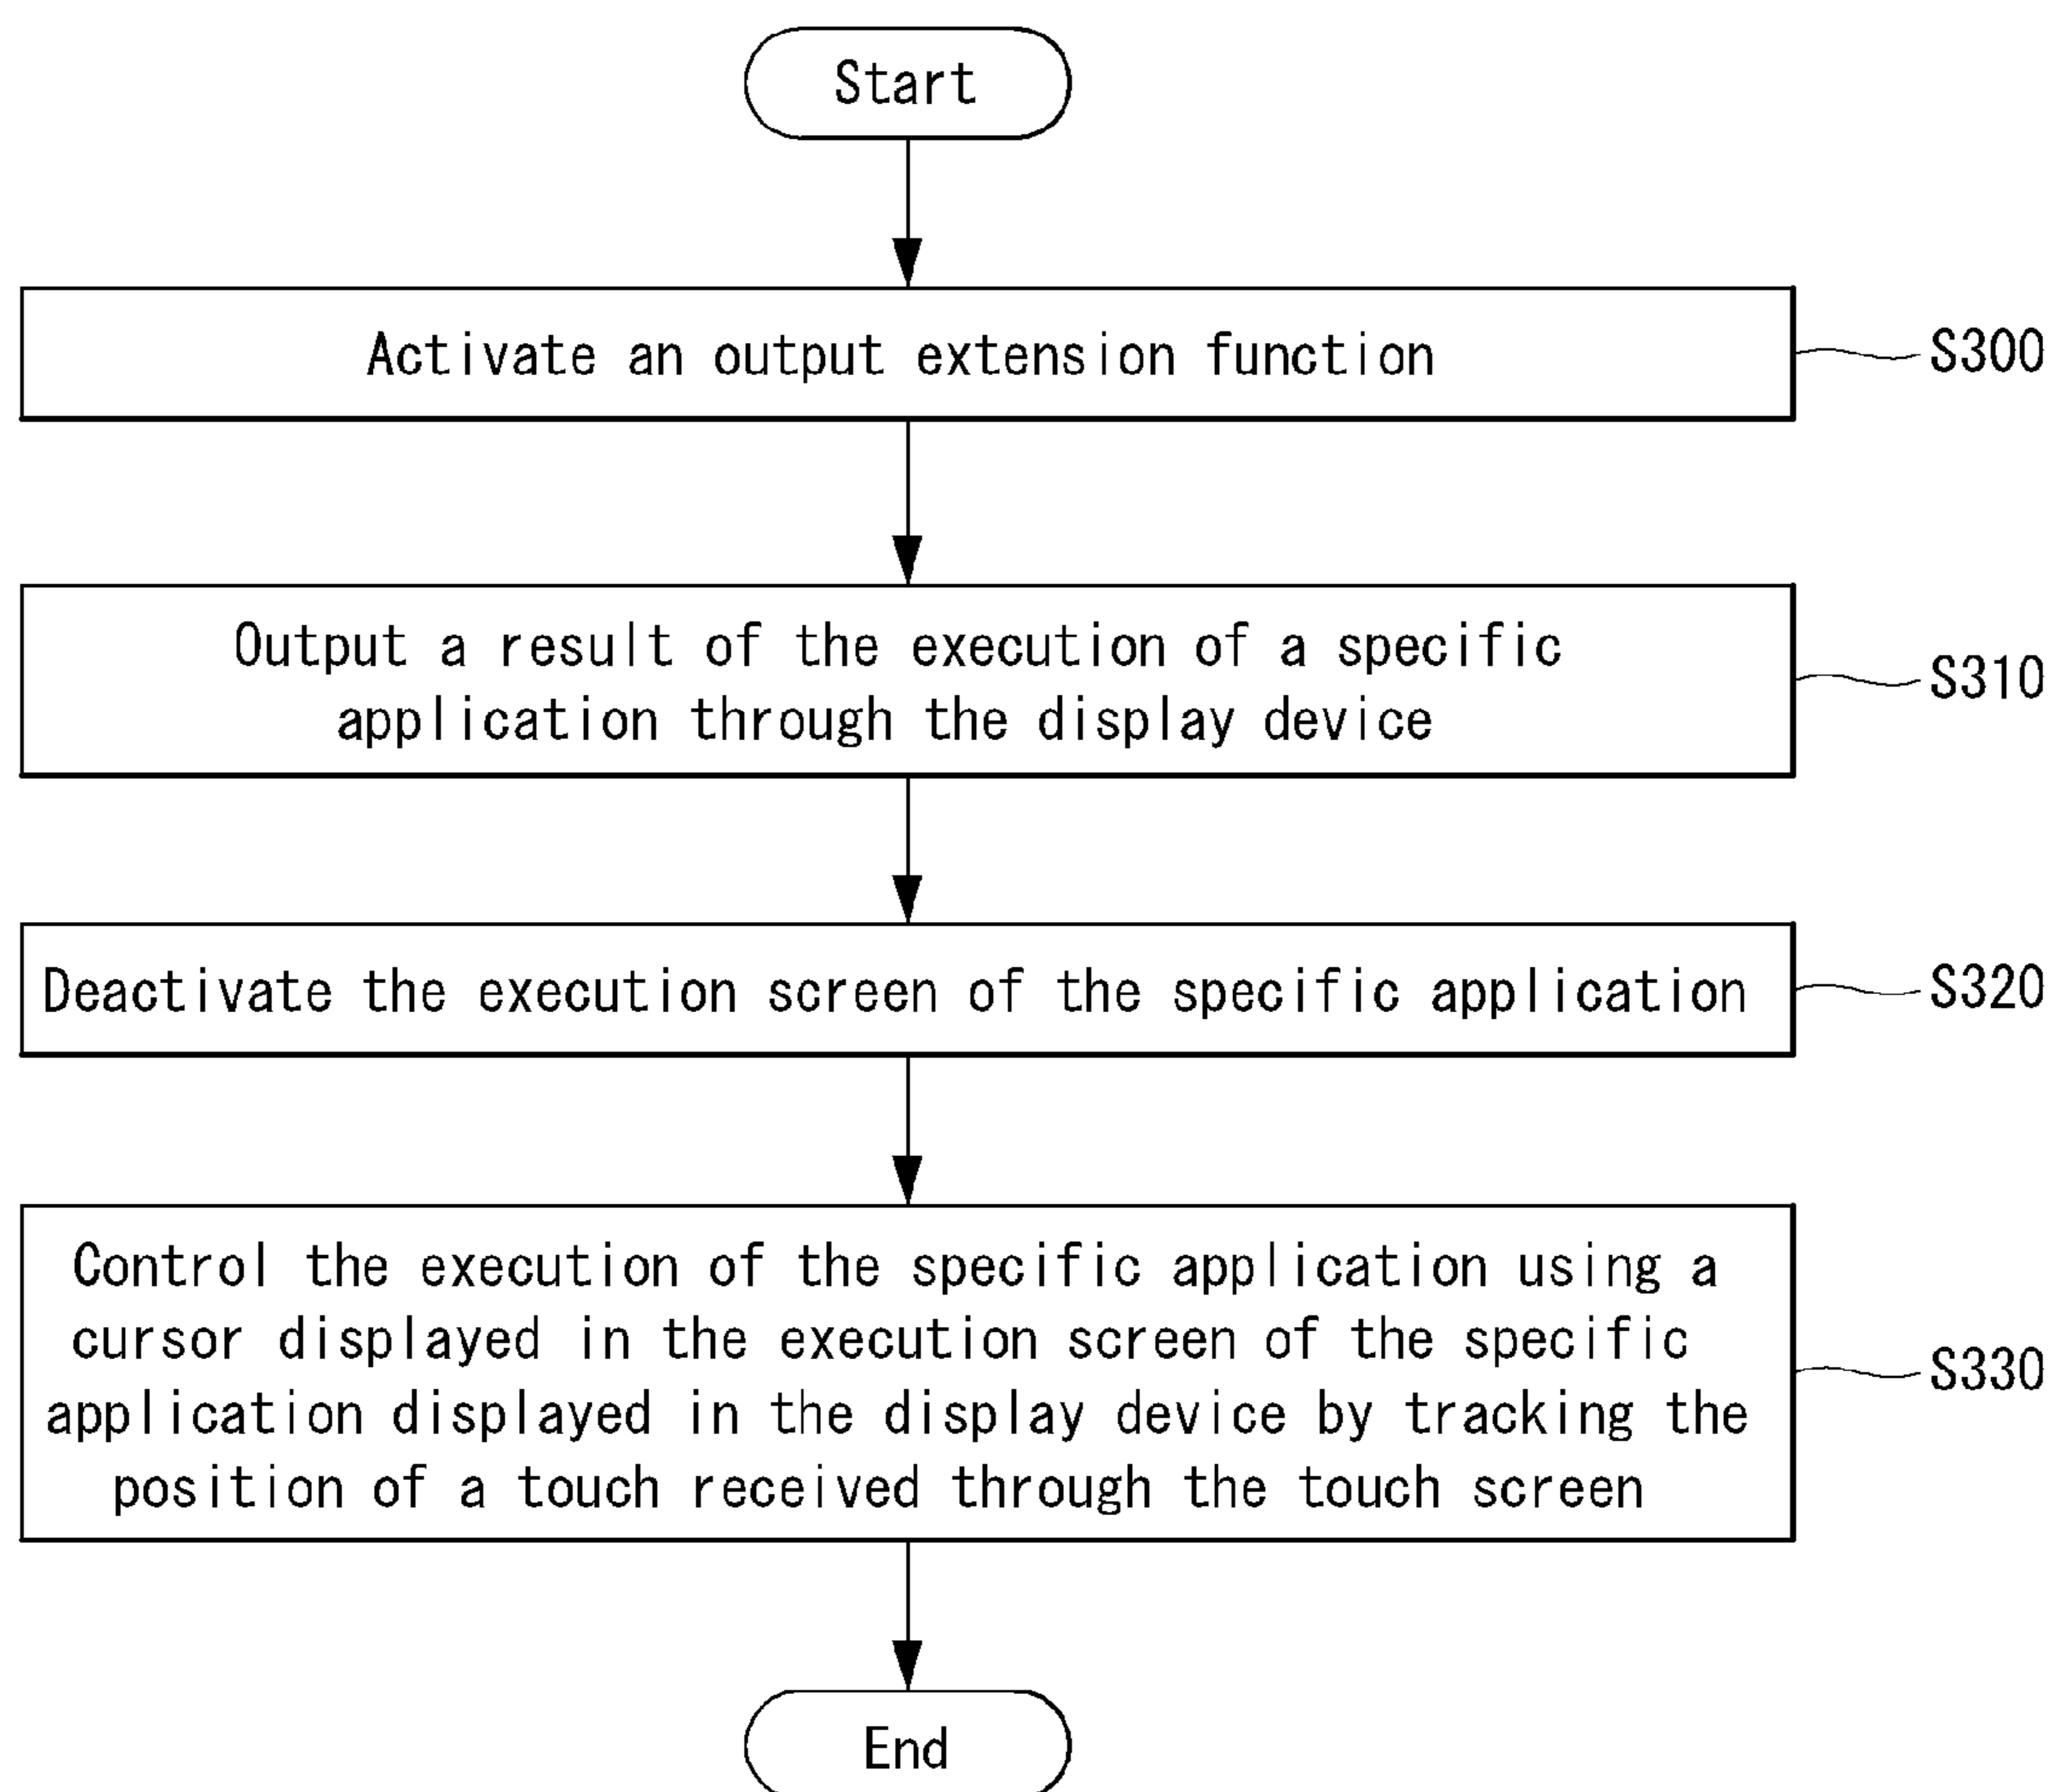 Start
Activate an output extension function
S300
Output a result of the execution of a specific
application through the display device
S310
Deactivate the execution screen of the specific application
S320
Control the execution of the specific application using a
cursor displayed in the execution screen of the specific
application displayed in the display device by tracking the
position of a touch received through the touch screen
S330
End